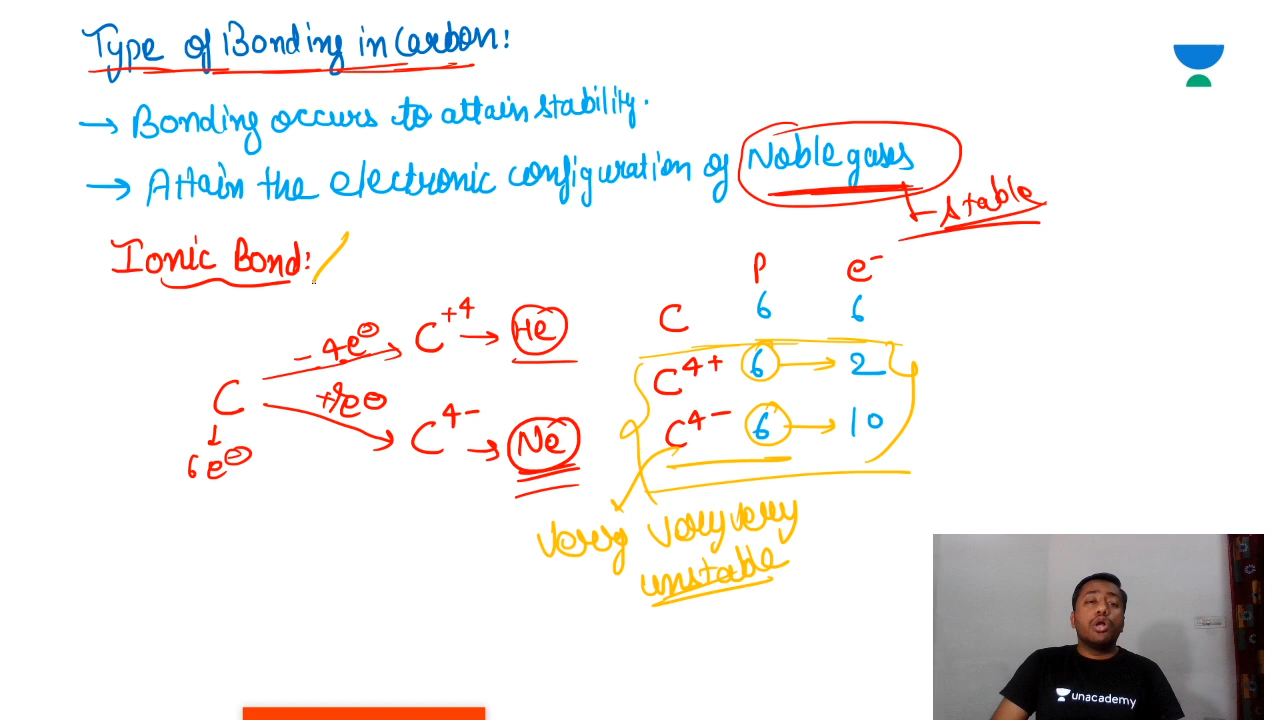 Type of Bonding in Carbon:
→ Bonding occurs to attain stability.
→ Attain the electronic configuration of Noble gases
stable
Ionic Bond:
P e⁻
C 6 6
C⁴⁺ 6 → 2
C⁴⁻ 6 → 10
- 4e⊖ C⁺⁴ → He
C
+4e⊖ C⁴⁻ → Ne
6e⊖
very very very
unstable
unacademy